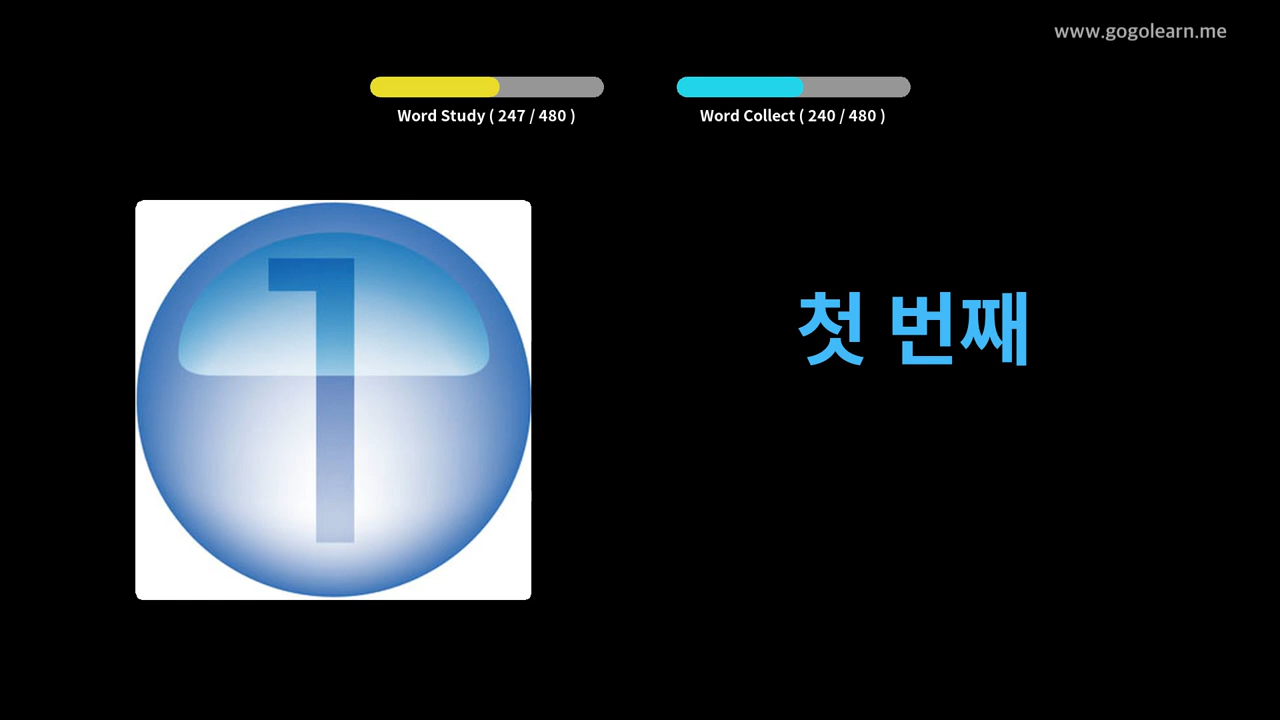 www.gogolearn.me
Word Study ( 247 / 480 )
Word Collect ( 240 / 480 )
1
첫 번째